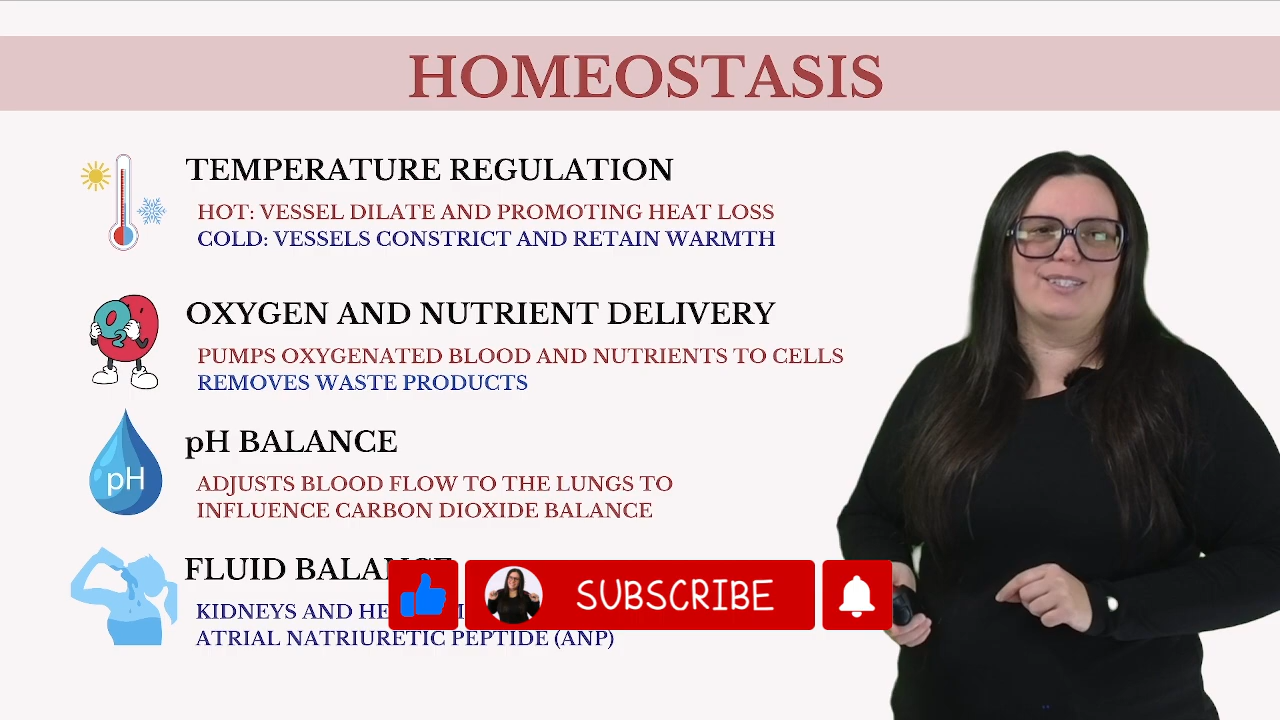 HOMEOSTASIS
TEMPERATURE REGULATION
HOT: VESSEL DILATE AND PROMOTING HEAT LOSS
COLD: VESSELS CONSTRICT AND RETAIN WARMTH
O2
OXYGEN AND NUTRIENT DELIVERY
PUMPS OXYGENATED BLOOD AND NUTRIENTS TO CELLS
REMOVES WASTE PRODUCTS
pH BALANCE
pH
ADJUSTS BLOOD FLOW TO THE LUNGS TO
INFLUENCE CARBON DIOXIDE BALANCE
FLUID BALANCE
KIDNEYS AND
SUBSCRIBE
ATRIAL NATRIURETIC PEPTIDE (ANP)